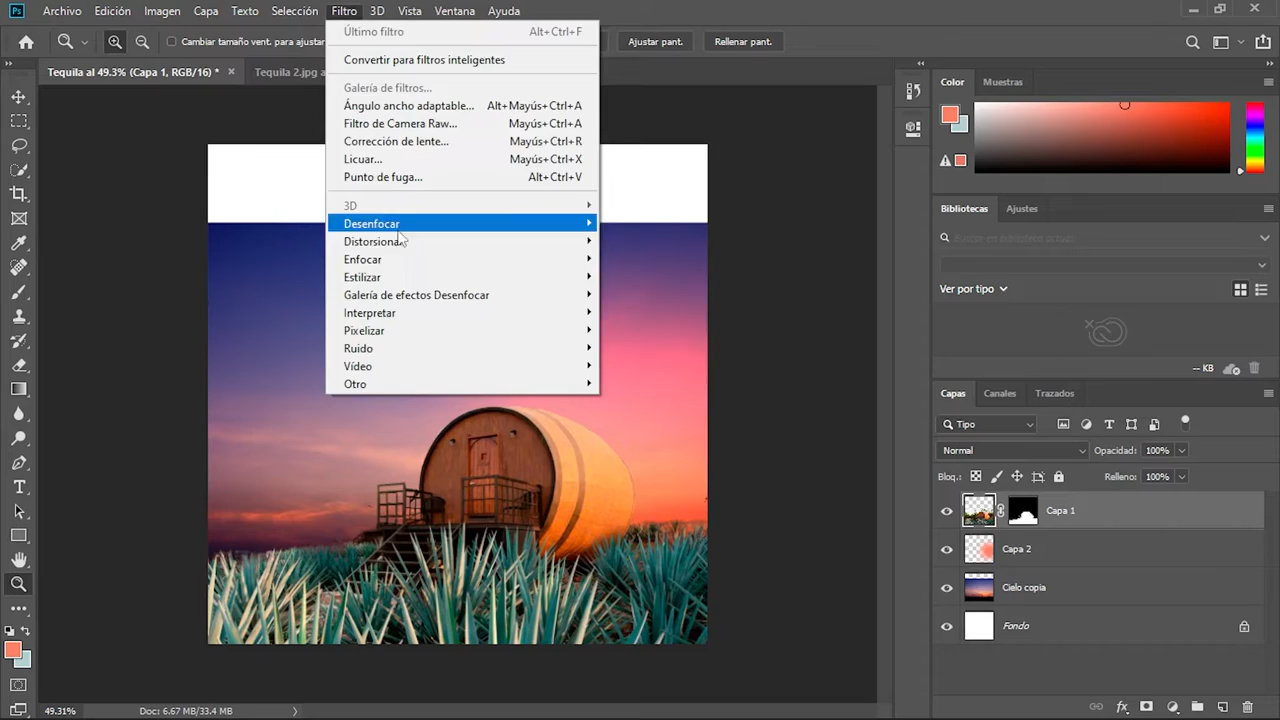 Ps Archivo Edición Imagen Capa Texto Selección Filtro 3D Vista Ventana Ayuda
Cambiar tamaño vent. para ajustar
Ajustar pant. Rellenar pant.
Tequila al 49.3% (Capa 1, RGB/16) * × Tequila 2.jpg a
Último filtro Alt+Ctrl+F
Convertir para filtros inteligentes
Galería de filtros...
Ángulo ancho adaptable... Alt+Mayús+Ctrl+A
Filtro de Camera Raw... Mayús+Ctrl+A
Corrección de lente... Mayús+Ctrl+R
Licuar... Mayús+Ctrl+X
Punto de fuga... Alt+Ctrl+V
3D
Desenfocar
Distorsiona
Enfocar
Estilizar
Galería de efectos Desenfocar
Interpretar
Pixelizar
Ruido
Vídeo
Otro
Color Muestras
Bibliotecas Ajustes
Buscar en biblioteca actual
Ver por tipo
-- KB
Capas Canales Trazados
Tipo
Normal Opacidad: 100%
Bloq.: Relleno: 100%
Capa 1
Capa 2
Cielo copia
Fondo
49.31% Doc: 6.67 MB/33.4 MB